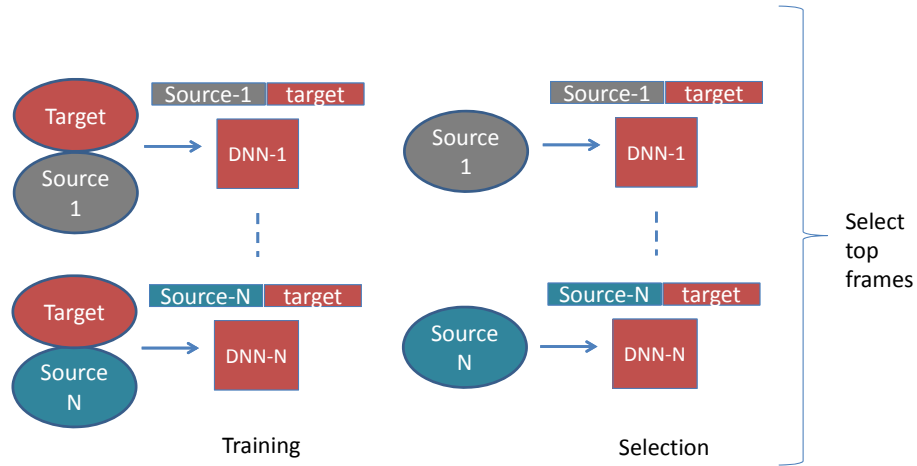 Target
Source
1
Source-1 target
DNN-1
Source
1
Source-1 target
DNN-1
Target
Source
N
Source-N target
DNN-N
Source
N
Source-N target
DNN-N
Training
Selection
Select
top
frames